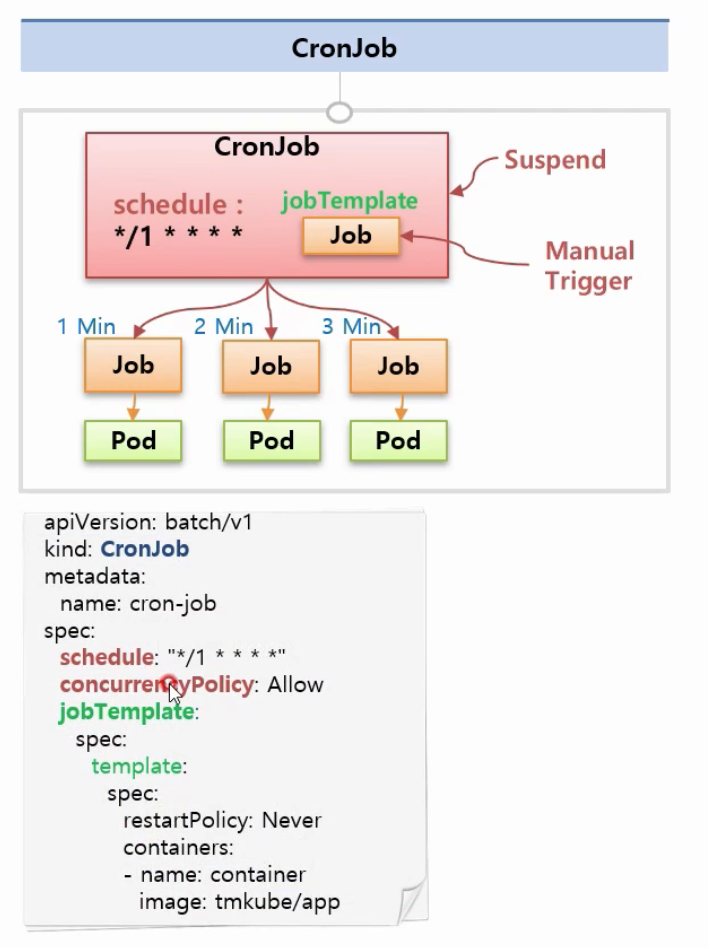 CronJob
CronJob
Suspend
schedule :
jobTemplate
*/1 * * * *
Job
Manual
Trigger
1 Min
2 Min
3 Min
Job
Job
Job
Pod
Pod
Pod
apiVersion: batch/v1
kind: CronJob
metadata:
name: cron-job
spec:
schedule: "*/1 * * * *"
concurrencyPolicy: Allow
jobTemplate:
spec:
template:
spec:
restartPolicy: Never
containers:
- name: container
image: tmkube/app